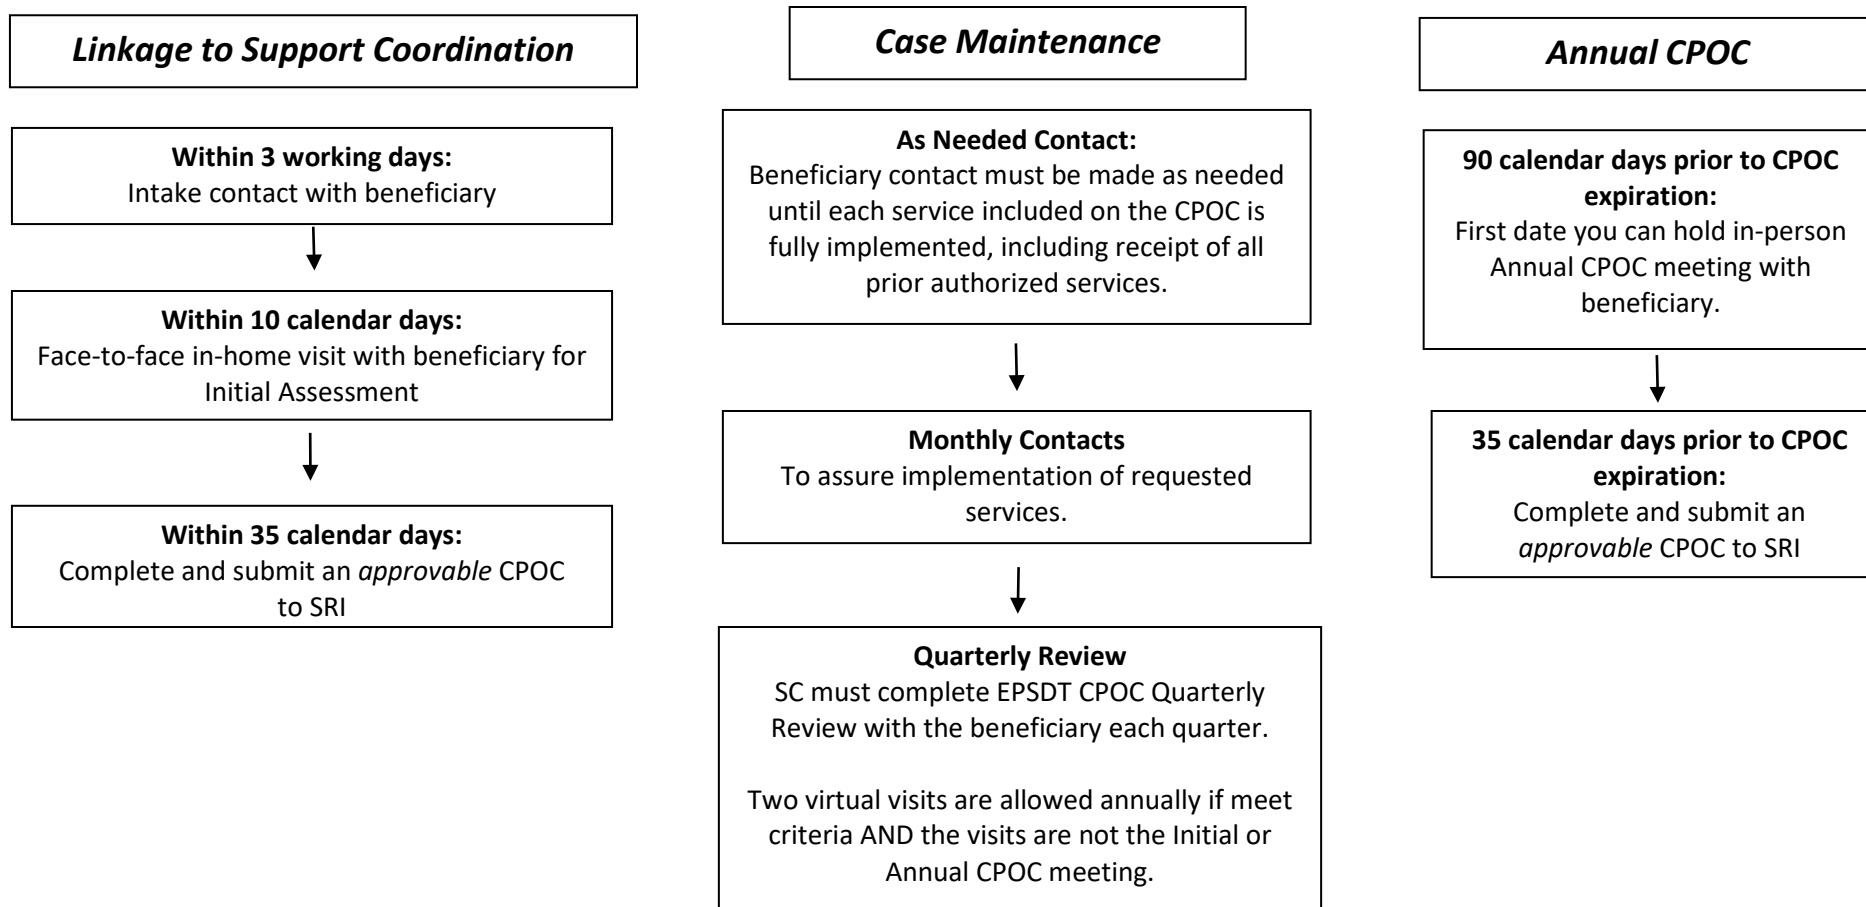 Linkage to Support Coordination
Within 3 working days:
Intake contact with beneficiary
Within 10 calendar days:
Face-to-face in-home visit with beneficiary for
Initial Assessment
Within 35 calendar days:
Complete and submit an approvable CPOC
to SRI
Case Maintenance
As Needed Contact:
Beneficiary contact must be made as needed
until each service included on the CPOC is
fully implemented, including receipt of all
prior authorized services.
Monthly Contacts
To assure implementation of requested
services.
Quarterly Review
SC must complete EPSDT CPOC Quarterly
Review with the beneficiary each quarter.
Two virtual visits are allowed annually if meet
criteria AND the visits are not the Initial or
Annual CPOC meeting.
Annual CPOC
90 calendar days prior to CPOC
expiration:
First date you can hold in-person
Annual CPOC meeting with
beneficiary.
35 calendar days prior to CPOC
expiration:
Complete and submit an
approvable CPOC to SRI